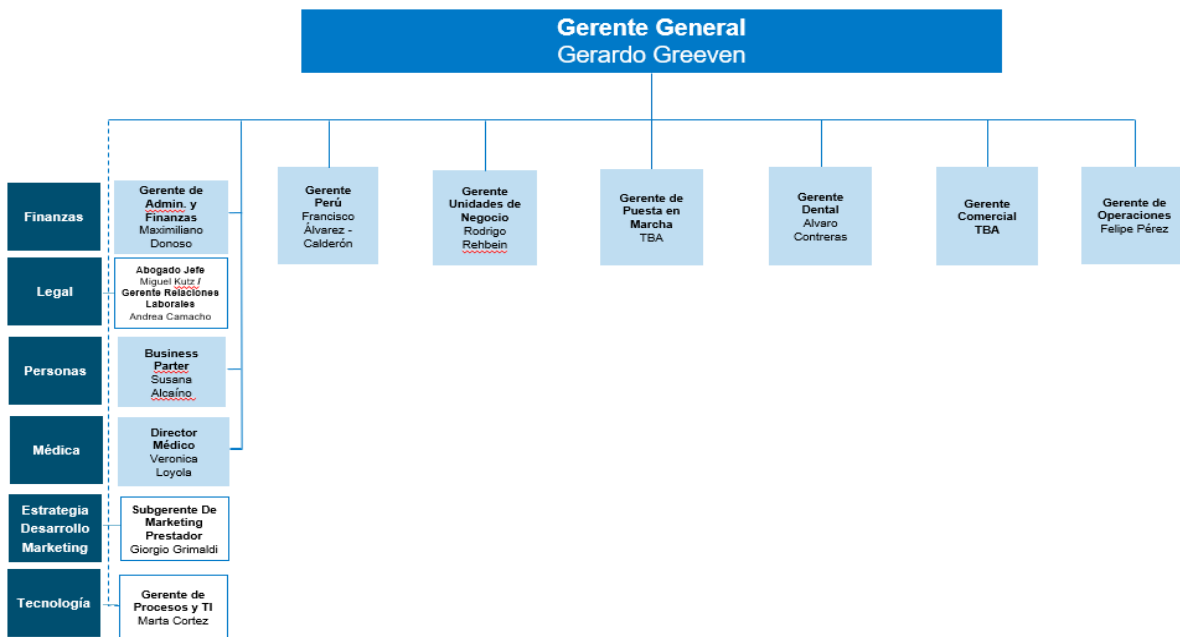 Gerente General
Gerardo Greeven
Finanzas
Gerente de
Admin. y
Finanzas
Maximiliano
Donoso
Gerente
Perú
Francisco
Álvarez -
Calderón
Gerente
Unidades de
Negocio
Rodrigo
Rehbein
Gerente de
Puesta en
Marcha
TBA
Gerente
Dental
Alvaro
Contreras
Gerente
Comercial
TBA
Gerente de
Operaciones
Felipe Pérez
Legal
Abogado Jefe
Miguel Kutz /
Gerente Relaciones
Laborales
Andrea Camacho
Personas
Business
Parter
Susana
Alcaíno
Médica
Director
Médico
Veronica
Loyola
Estrategia
Desarrollo
Marketing
Subgerente De
Marketing
Prestador
Giorgio Grimaldi
Tecnología
Gerente de
Procesos y TI
Marta Cortez